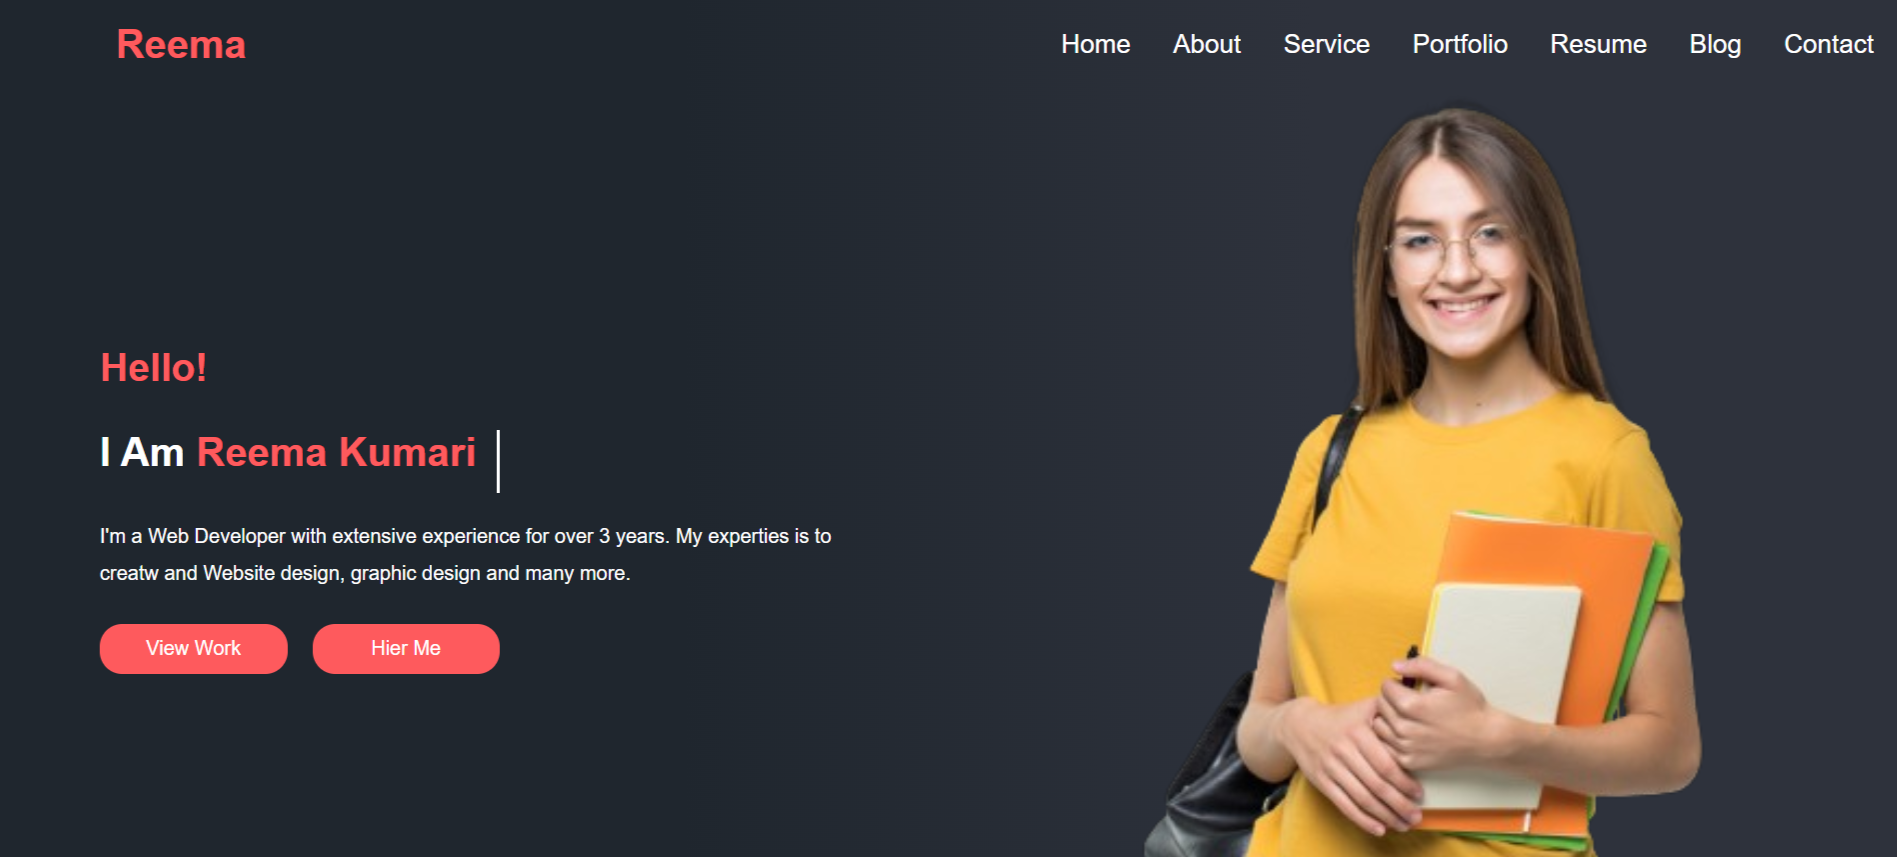 Reema
Home About Service Portfolio Resume Blog Contact
Hello!
I Am Reema Kumari
I'm a Web Developer with extensive experience for over 3 years. My experties is to
creatw and Website design, graphic design and many more.
View Work Hier Me